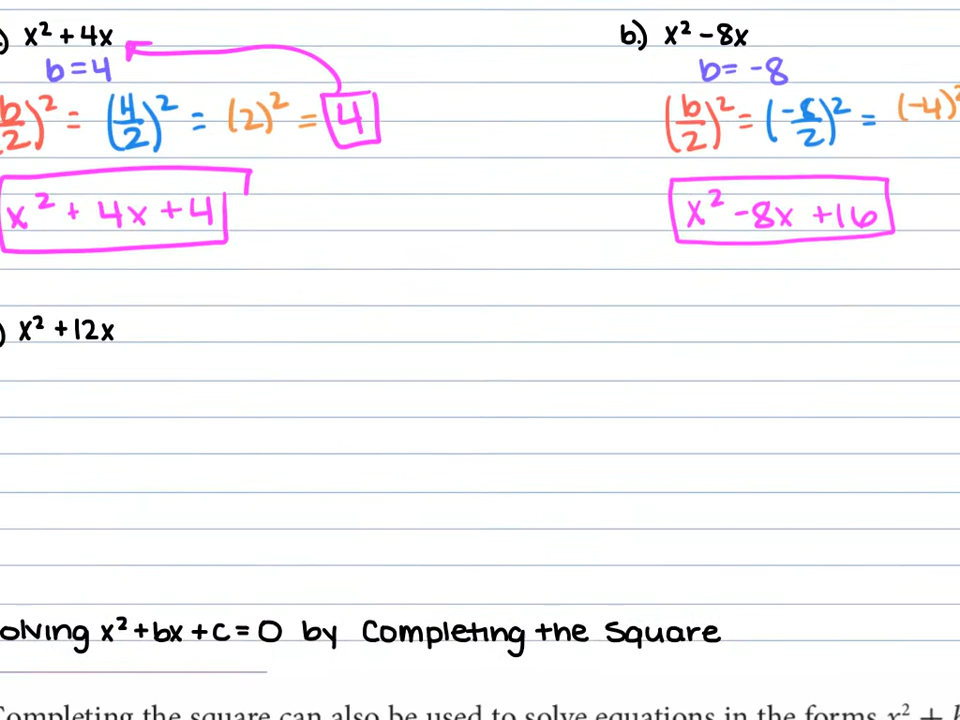 ) x² + 4x
b = 4
b/2)² = (4/2)² = (2)² = 4
x² + 4x + 4
b.) x² - 8x
b = -8
(b/2)² = (-8/2)² = (-4)²
x² - 8x + 16
) x² + 12x
olving x² + bx + c = 0 by Completing the Square
Completing the square can also be used to solve equations in the forms x² + b